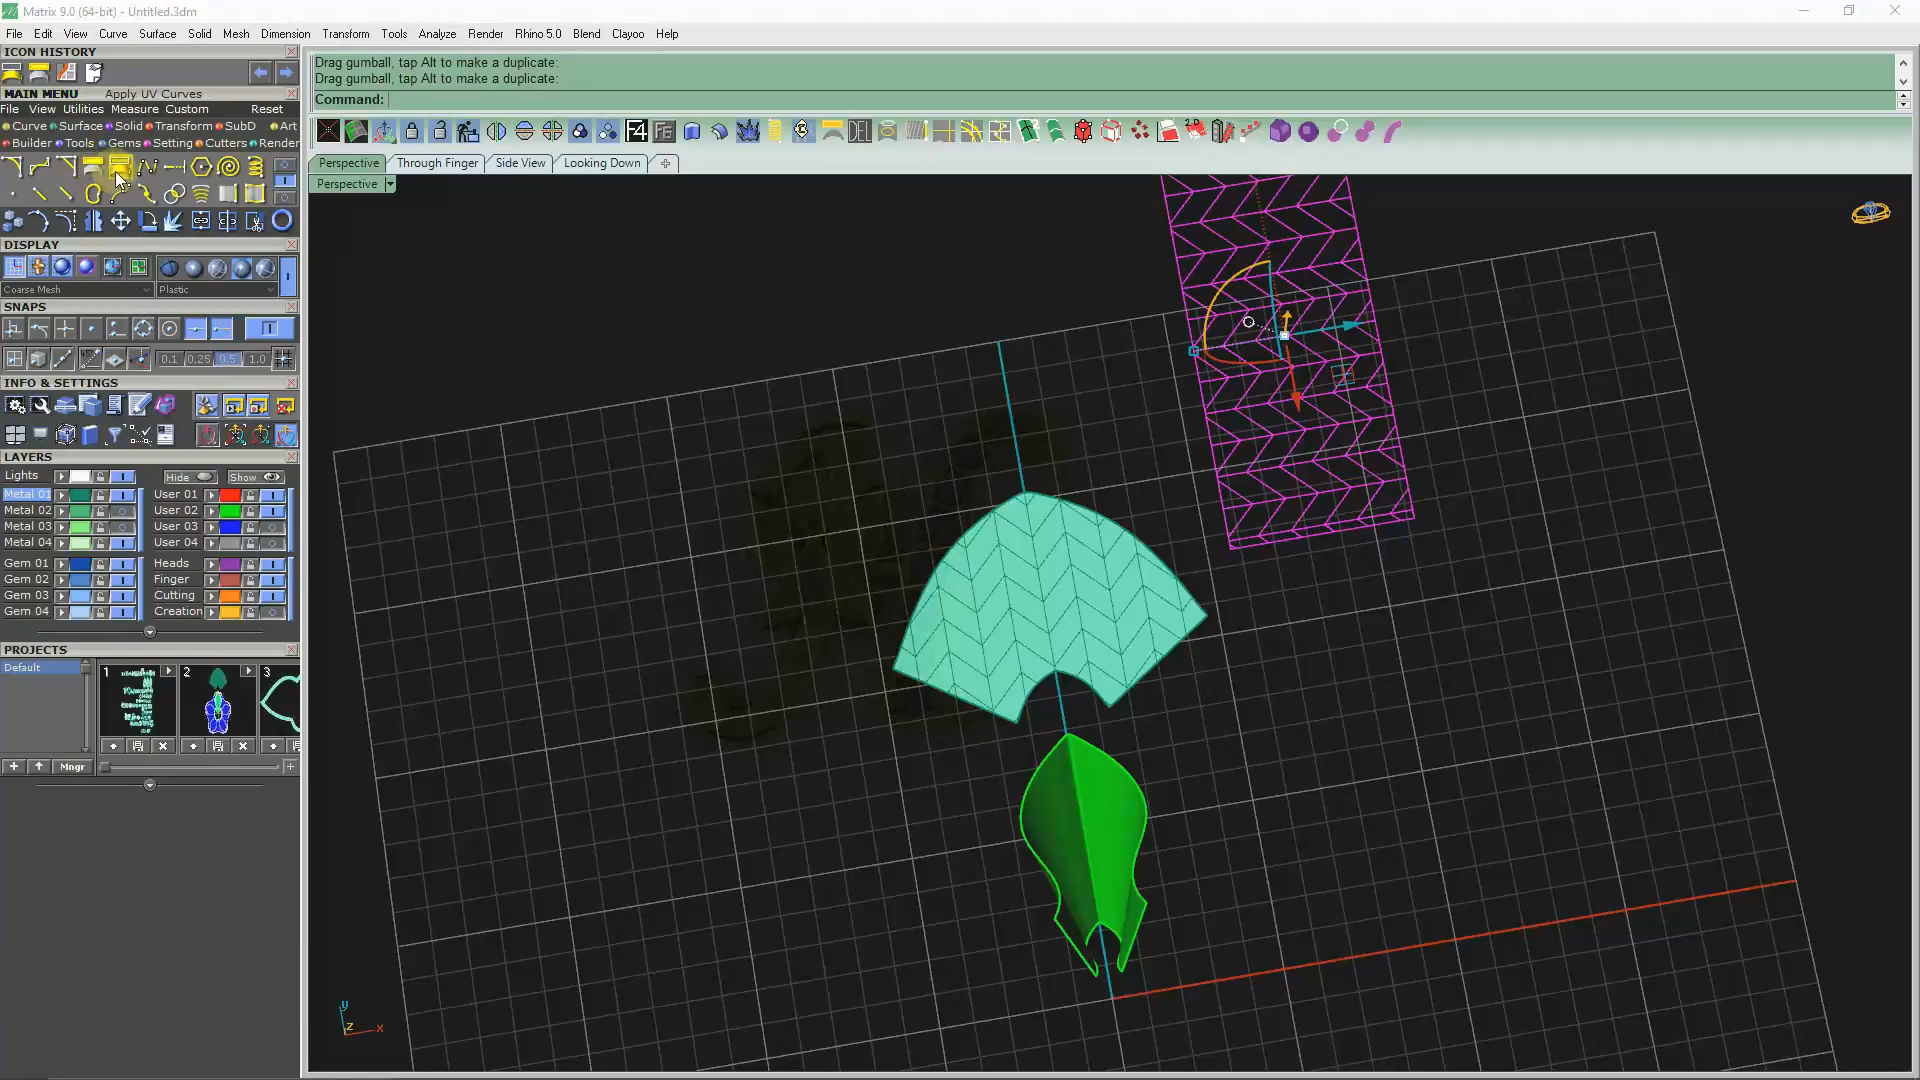 Matrix 9.0 (64-bit) - Untitled.3dm
File Edit View Curve Surface Solid Mesh Dimension Transform Tools Analyze Render Rhino 5.0 Blend Clayoo Help
ICON HISTORY
Drag gumball, tap Alt to make a duplicate:
Drag gumball, tap Alt to make a duplicate:
Command:
MAIN MENU Apply UV Curves
File View Utilities Measure Custom Reset
Curve Surface Solid Transform SubD Art
Builder Tools Gems Setting Cutters Render
F4 DEL
Perspective Through Finger Side View Looking Down
Perspective
DISPLAY
Coarse Mesh Plastic
SNAPS
0.1 0.25 0.5 1.0
INFO & SETTINGS
LAYERS
Lights Hide Show
Metal 01 User 01
Metal 02 User 02
Metal 03 User 03
Metal 04 User 04
Gem 01 Heads
Gem 02 Finger
Gem 03 Cutting
Gem 04 Creation
PROJECTS
Default 1 2 3
Mngr
y
z x